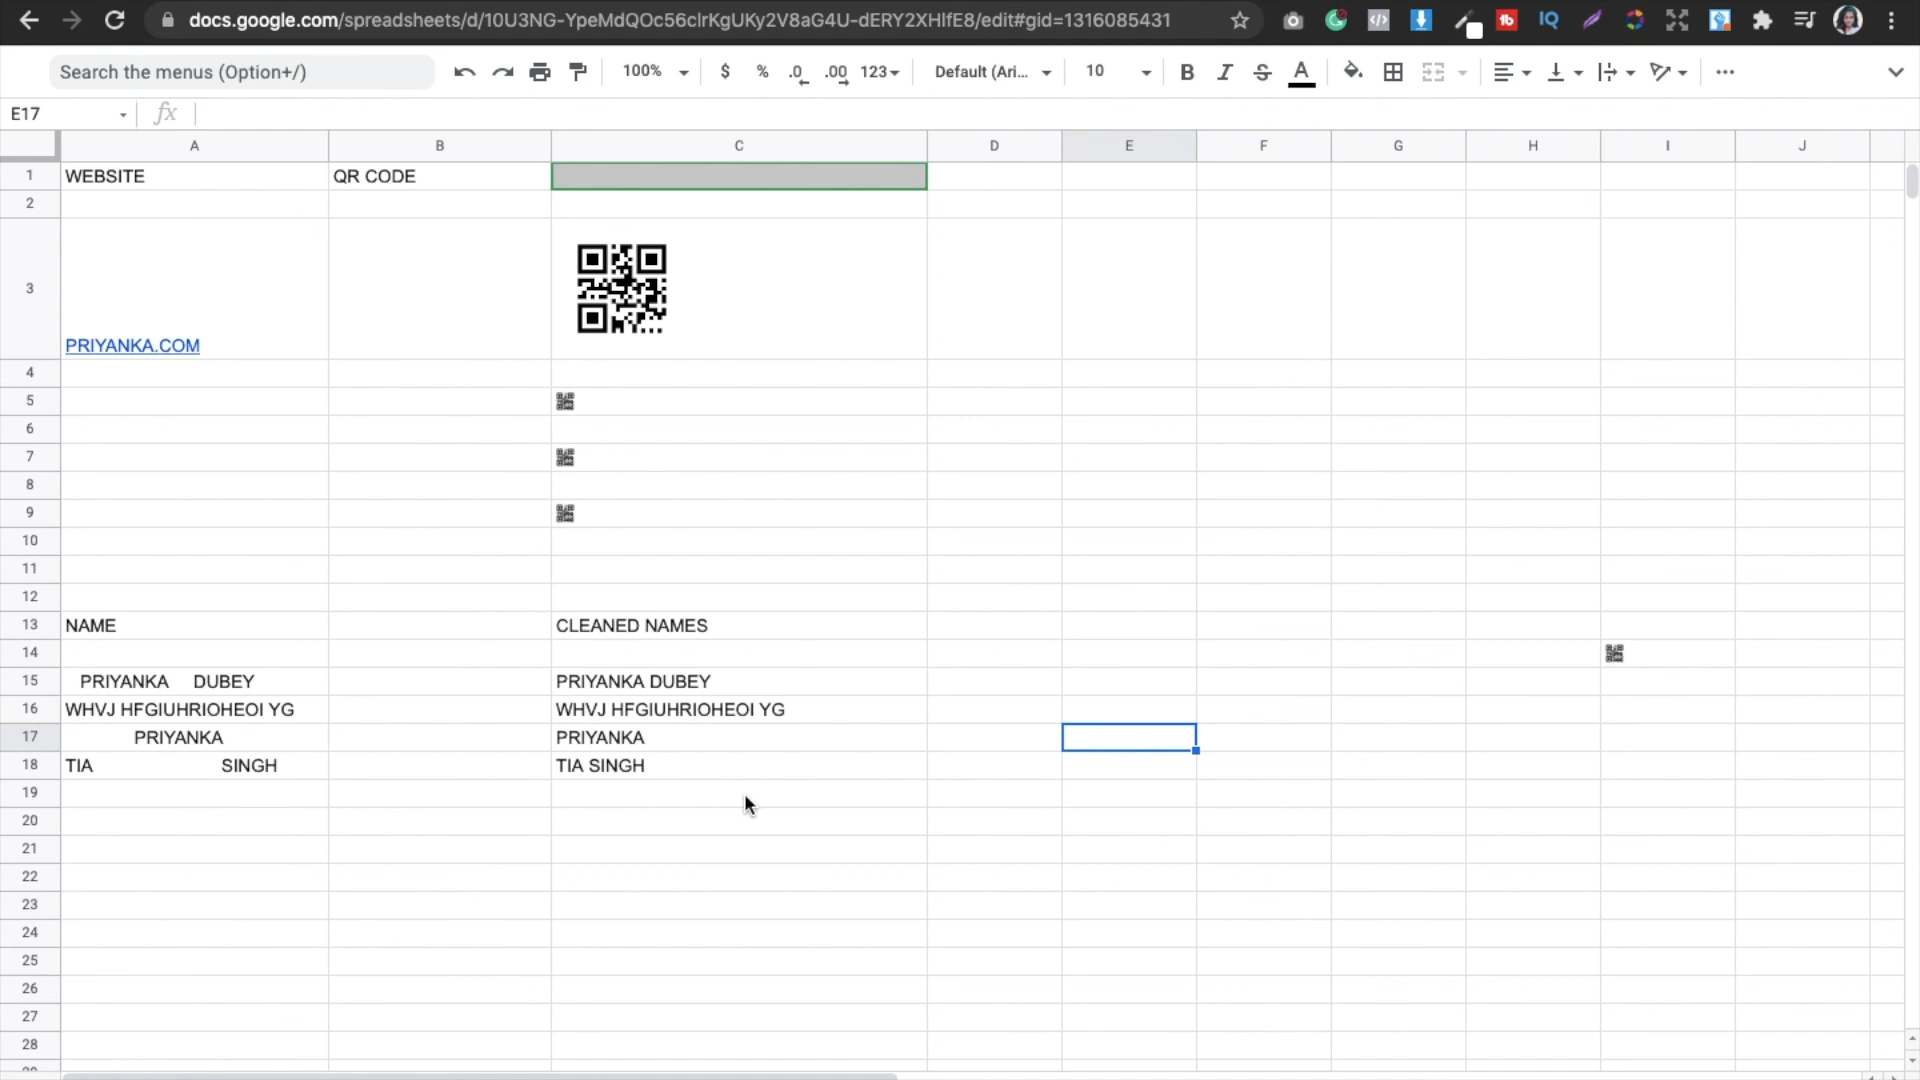 docs.google.com/spreadsheets/d/10U3NG-YpeMdQOc56clrKgUKy2V8aG4U-dERY2XHIfE8/edit#gid=1316085431
Search the menus (Option+/)
100%
$ % .0 .00 123
Default (Ari...
10
B I S A
E17 fx
A B C D E F G H I J
1 WEBSITE QR CODE
2
3 PRIYANKA.COM
4
5
6
7
8
9
10
11
12
13 NAME CLEANED NAMES
14
15 PRIYANKA DUBEY PRIYANKA DUBEY
16 WHVJ HFGIUHRIOHEOI YG WHVJ HFGIUHRIOHEOI YG
17 PRIYANKA PRIYANKA
18 TIA SINGH TIA SINGH
19
20
21
22
23
24
25
26
27
28